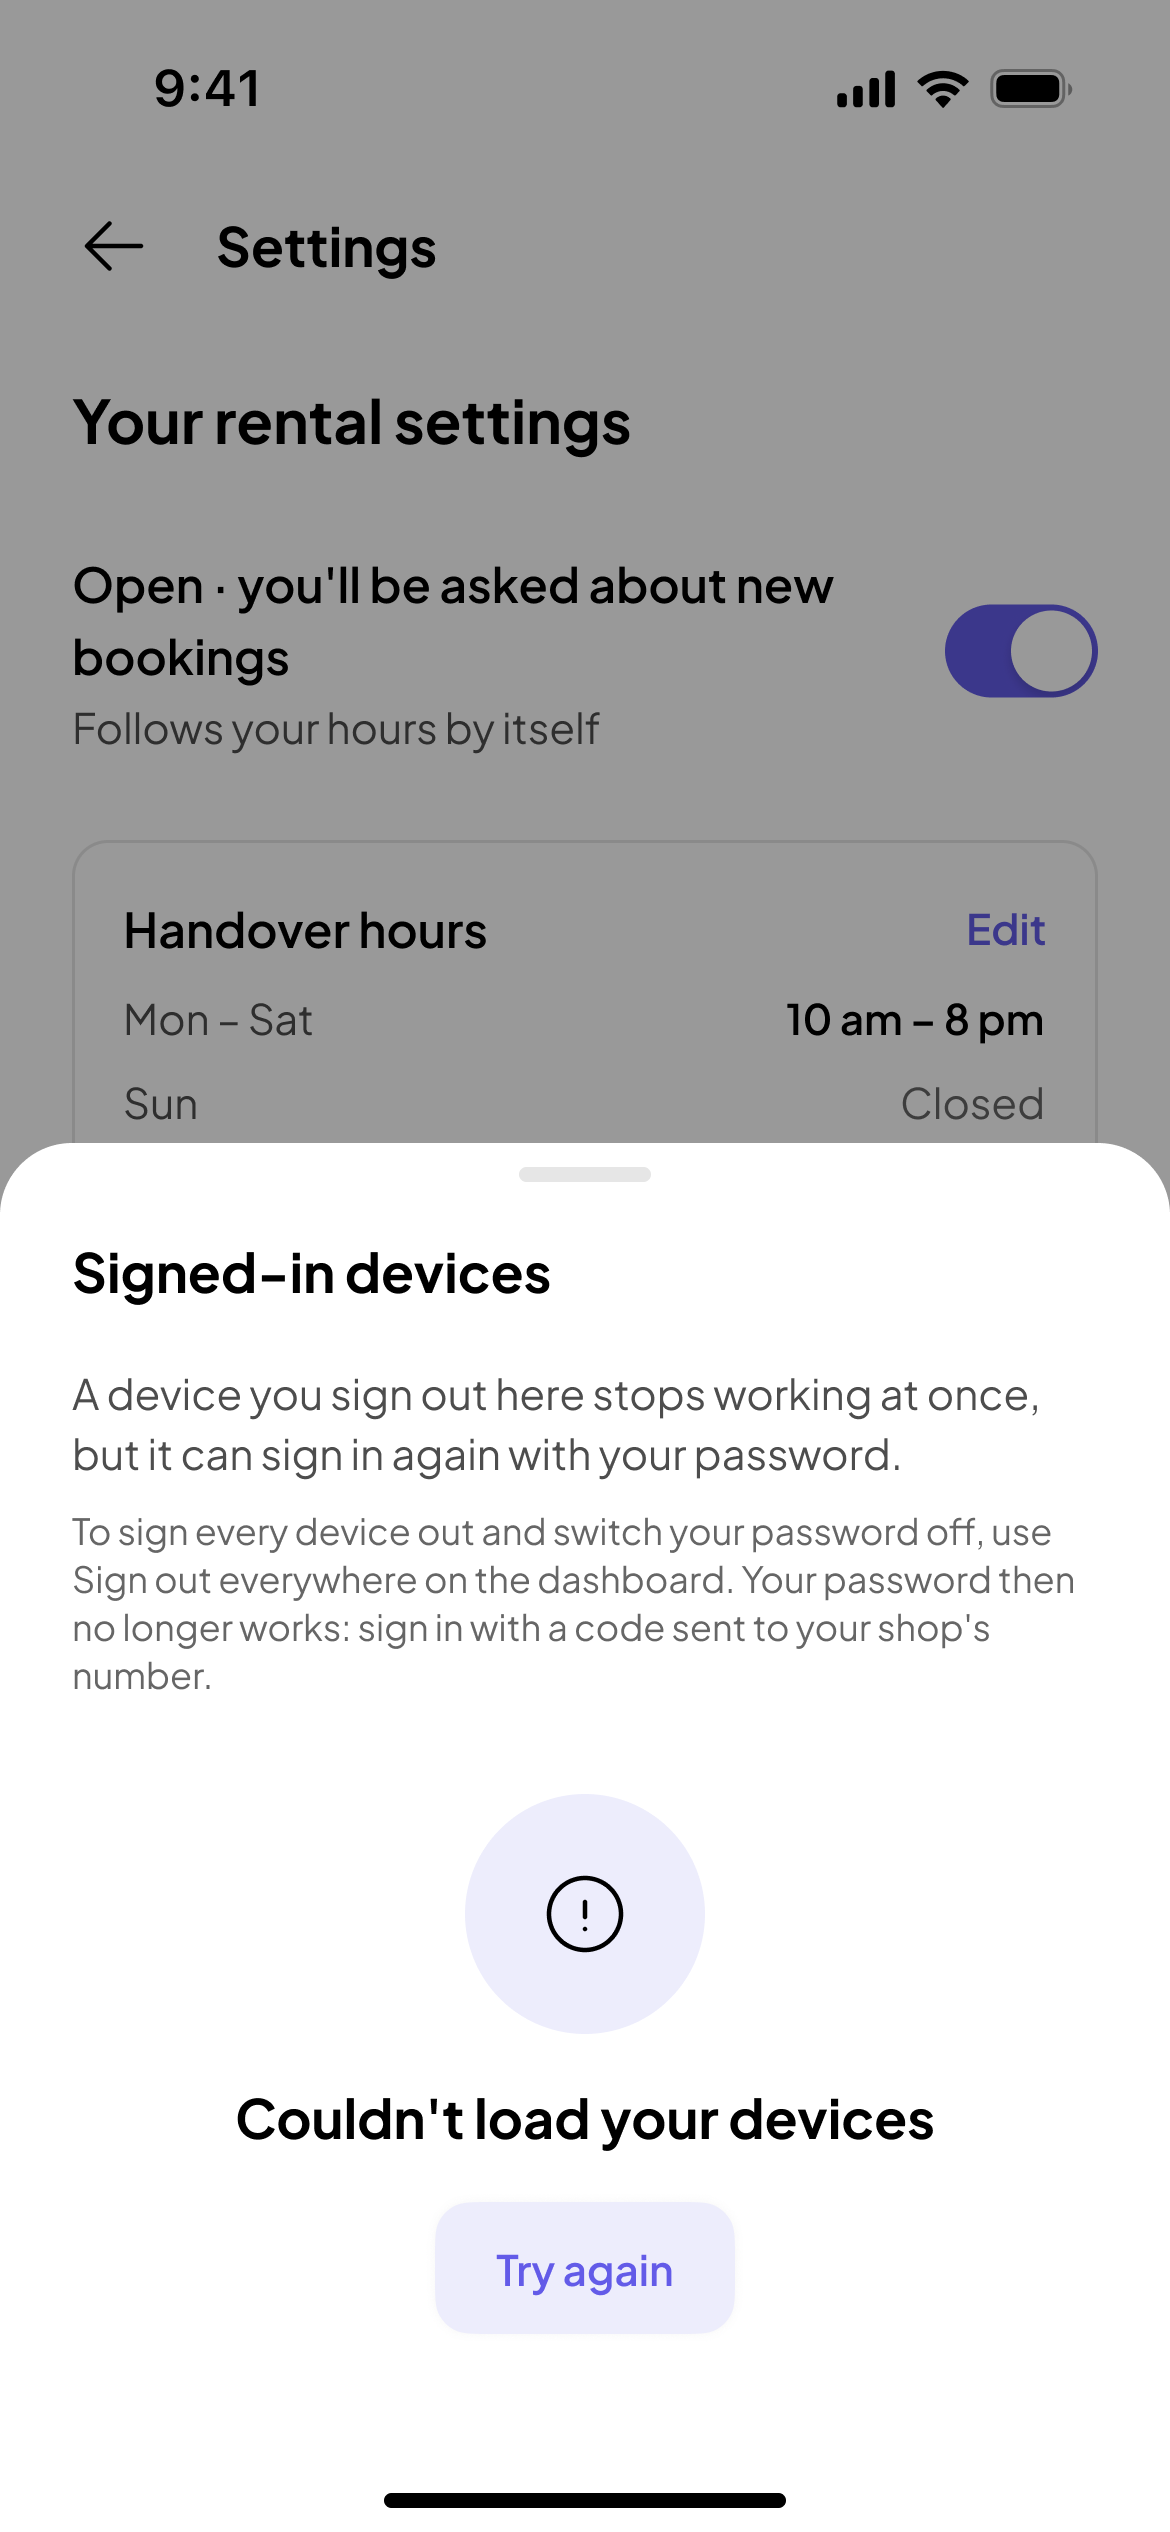 9:41
Settings
Your rental settings
Open · you'll be asked about new
bookings
Follows your hours by itself
Handover hours
Edit
Mon – Sat
10 am – 8 pm
Sun
Closed
Signed-in devices
A device you sign out here stops working at once,
but it can sign in again with your password.
To sign every device out and switch your password off, use
Sign out everywhere on the dashboard. Your password then
no longer works: sign in with a code sent to your shop's
number.
Couldn't load your devices
Try again